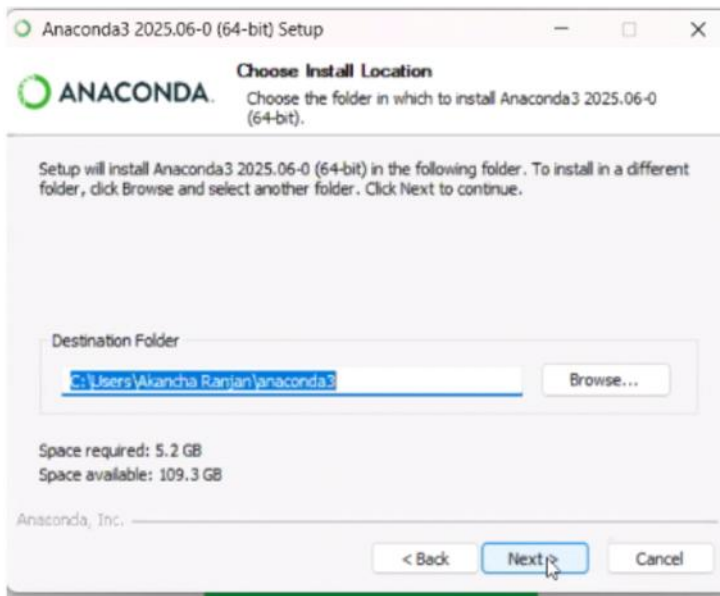 Anaconda3 2025.06-0 (64-bit) Setup
ANACONDA.
Choose Install Location
Choose the folder in which to install Anaconda3 2025.06-0
(64-bit).
Setup will install Anaconda3 2025.06-0 (64-bit) in the following folder. To install in a different
folder, click Browse and select another folder. Click Next to continue.
Destination Folder
C:\Users\Akancha Ranjan\anaconda3
Browse...
Space required: 5.2 GB
Space available: 109.3 GB
Anaconda, Inc.
< Back
Next >
Cancel